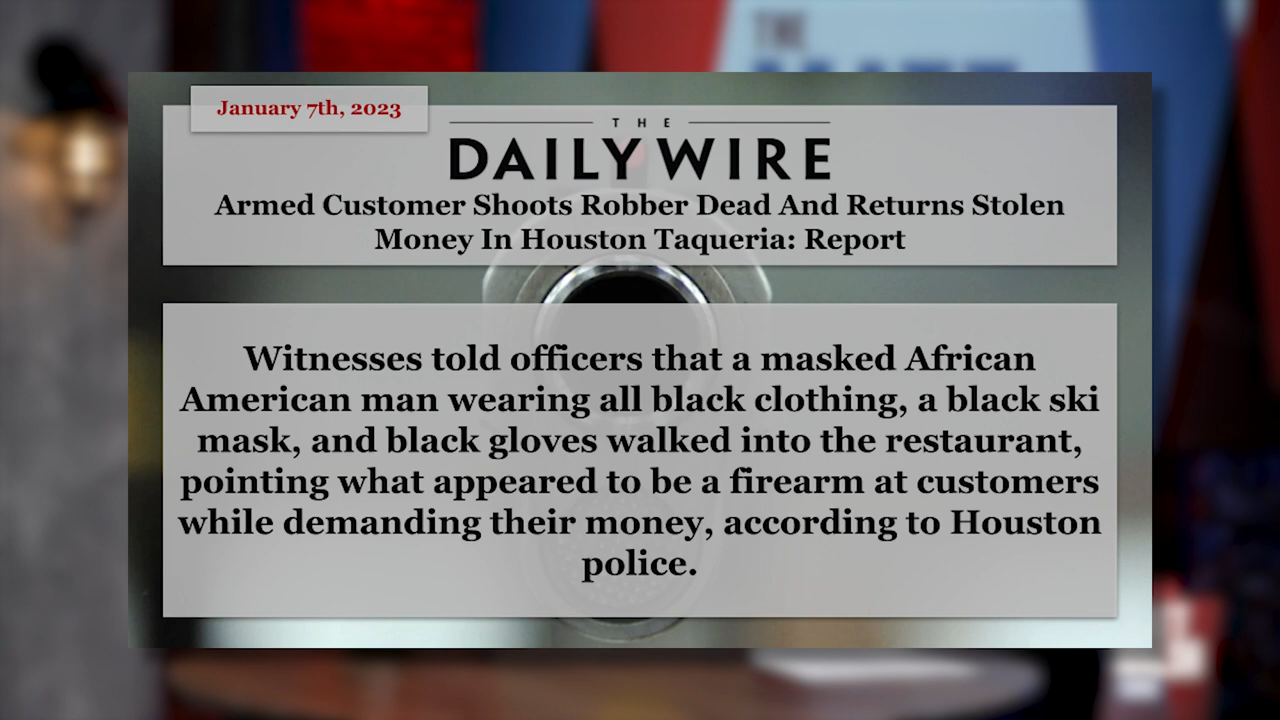 January 7th, 2023
THE
DAILY WIRE
Armed Customer Shoots Robber Dead And Returns Stolen
Money In Houston Taqueria: Report
Witnesses told officers that a masked African
American man wearing all black clothing, a black ski
mask, and black gloves walked into the restaurant,
pointing what appeared to be a firearm at customers
while demanding their money, according to Houston
police.
THE